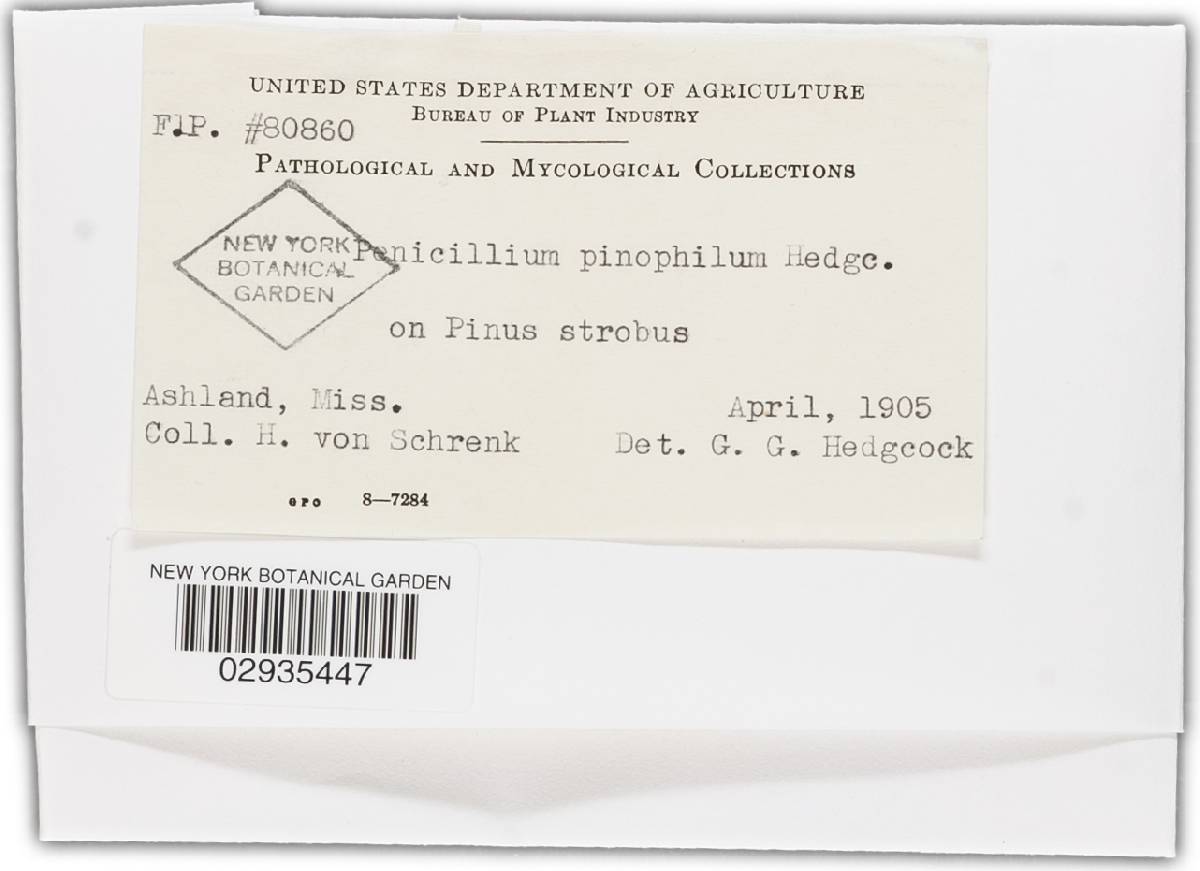 UNITED STATES DEPARTMENT OF AGRICULTURE
BUREAU OF PLANT INDUSTRY
F.P. #80860
PATHOLOGICAL AND MYCOLOGICAL COLLECTIONS
NEW YORK
BOTANICAL
GARDEN
Penicillium pinophilum Hedgc.
on Pinus strobus
Ashland, Miss. April, 1905
Coll. H. von Schrenk Det. G. G. Hedgcock
GPO 8—7284
NEW YORK BOTANICAL GARDEN
02935447